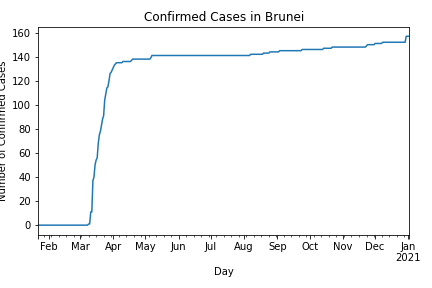 Confirmed Cases in Brunei
Number of Confirmed Cases
160
140
120
100
80
60
40
20
0
Feb Mar Apr May Jun Jul Aug Sep Oct Nov Dec Jan
2021
Day